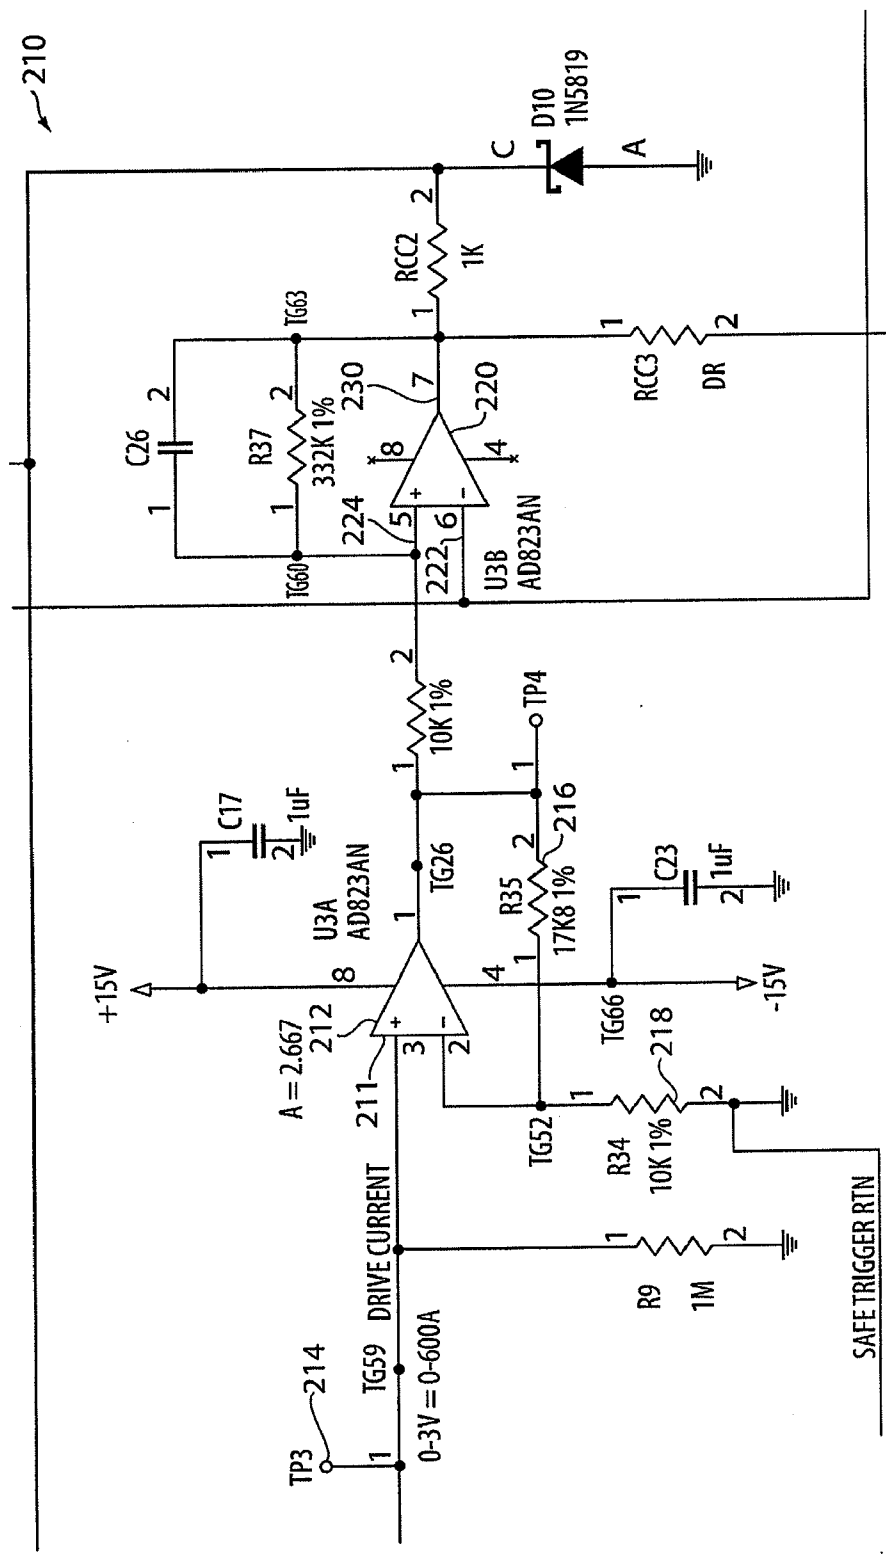 210
TP3
214
1
TG59
0-3V = 0-600A
DRIVE CURRENT
R9
1M
1
2
SAFE TRIGGER RTN
A = 2.667
212
211
+
3
−
2
8
4
1
U3A
AD823AN
+15V
1
C17
2
1uF
TG52
1
R34
10K 1%
218
2
TG66
-15V
1
C23
2
1uF
R35
17K8 1%
216
1
2
TG26
1
TP4
1
10K 1%
2
TG60
224
222
5
6
+
−
U3B
AD823AN
8
4
7
220
230
C26
1
2
R37
332K 1%
1
2
TG63
1
RCC2
1K
2
1
RCC3
DR
2
C
D10
1N5819
A